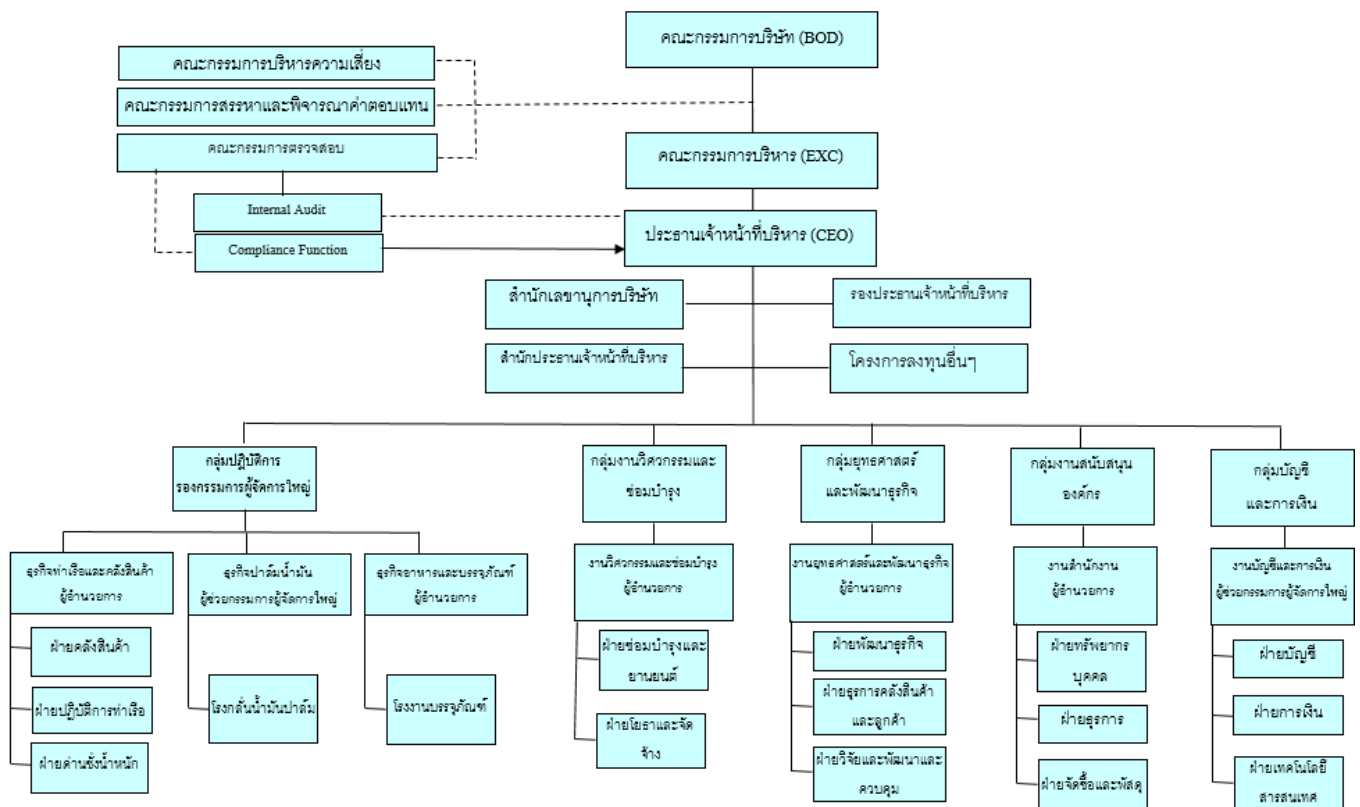 คณะกรรมการบริษัท (BOD)
คณะกรรมการบริหารความเสี่ยง
คณะกรรมการสรรหาและพิจารณาค่าตอบแทน
คณะกรรมการตรวจสอบ
คณะกรรมการบริหาร (EXC)
Internal Audit
ประธานเจ้าหน้าที่บริหาร (CEO)
Compliance Function
สำนักเลขานุการบริษัท
รองประธานเจ้าหน้าที่บริหาร
สำนักประธานเจ้าหน้าที่บริหาร
โครงการลงทุนอื่นๆ
กลุ่มปฎิบัติการ
รองกรรมการผู้จัดการใหญ่
กลุ่มงานวิศวกรรมและ
ซ่อมบำรุง
กลุ่มยุทธศาสตร์
และพัฒนาธุรกิจ
กลุ่มงานสนับสนุน
องค์กร
กลุ่มบัญชี
และการเงิน
ธุรกิจท่าเรือและคลังสินค้า
ผู้อำนวยการ
ธุรกิจปาล์มน้ำมัน
ผู้ช่วยกรรมการผู้จัดการใหญ่
ธุรกิจอาหารและบรรจุภัณฑ์
ผู้อำนวยการ
งานวิศวกรรมและซ่อมบำรุง
ผู้อำนวยการ
งานยุทธศาสตร์และพัฒนาธุรกิจ
ผู้อำนวยการ
งานสำนักงาน
ผู้อำนวยการ
งานบัญชีและการเงิน
ผู้ช่วยกรรมการผู้จัดการใหญ่
ฝ่ายคลังสินค้า
ฝ่ายปฎิบัติการท่าเรือ
ฝ่ายด่านชั่งน้ำหนัก
โรงกลั่นน้ำมันปาล์ม
โรงงานบรรจุภัณฑ์
ฝ่ายซ่อมบำรุงและ
ยานยนต์
ฝ่ายโยธาและจัด
จ้าง
ฝ่ายพัฒนาธุรกิจ
ฝ่ายธุรการคลังสินค้า
และลูกค้า
ฝ่ายวิจัยและพัฒนาและ
ควบคุม
ฝ่ายทรัพยากร
บุคคล
ฝ่ายธุรการ
ฝ่ายจัดซื้อและพัสดุ
ฝ่ายบัญชี
ฝ่ายการเงิน
ฝ่ายเทคโนโลยี
สารสนเทศ